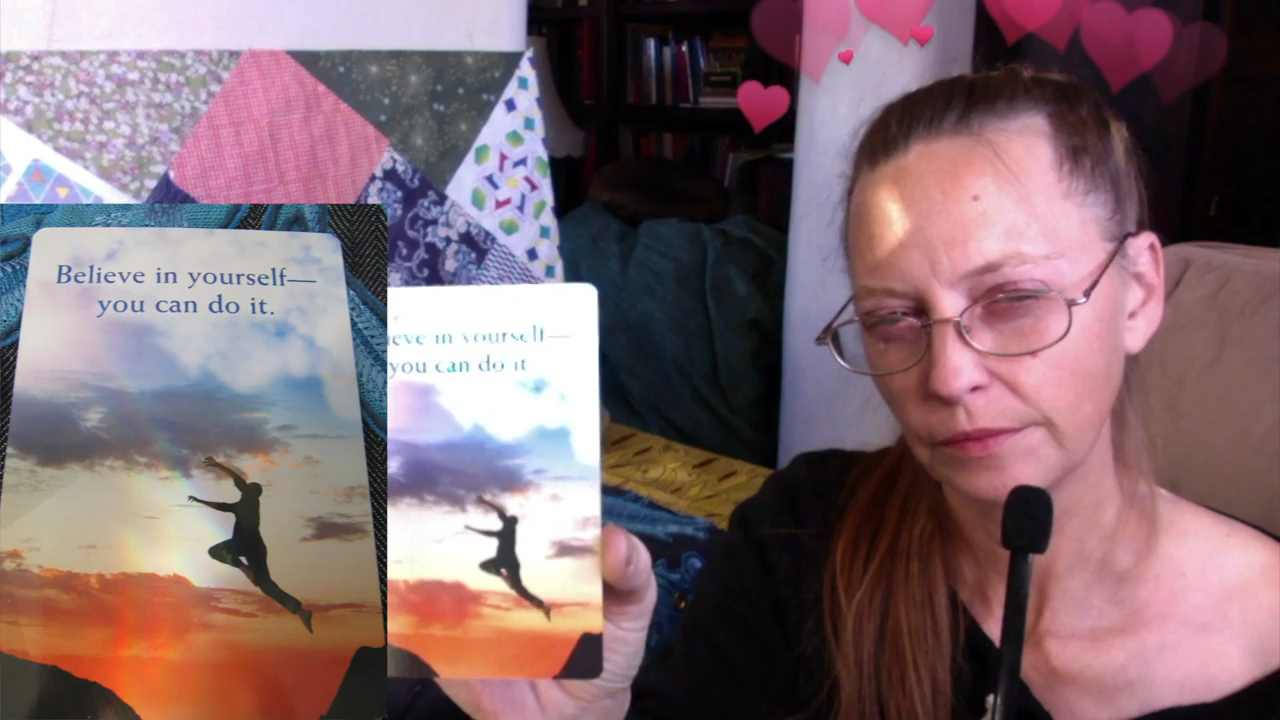 Believe in yourself—
you can do it.
ieve in yourself—
you can do it